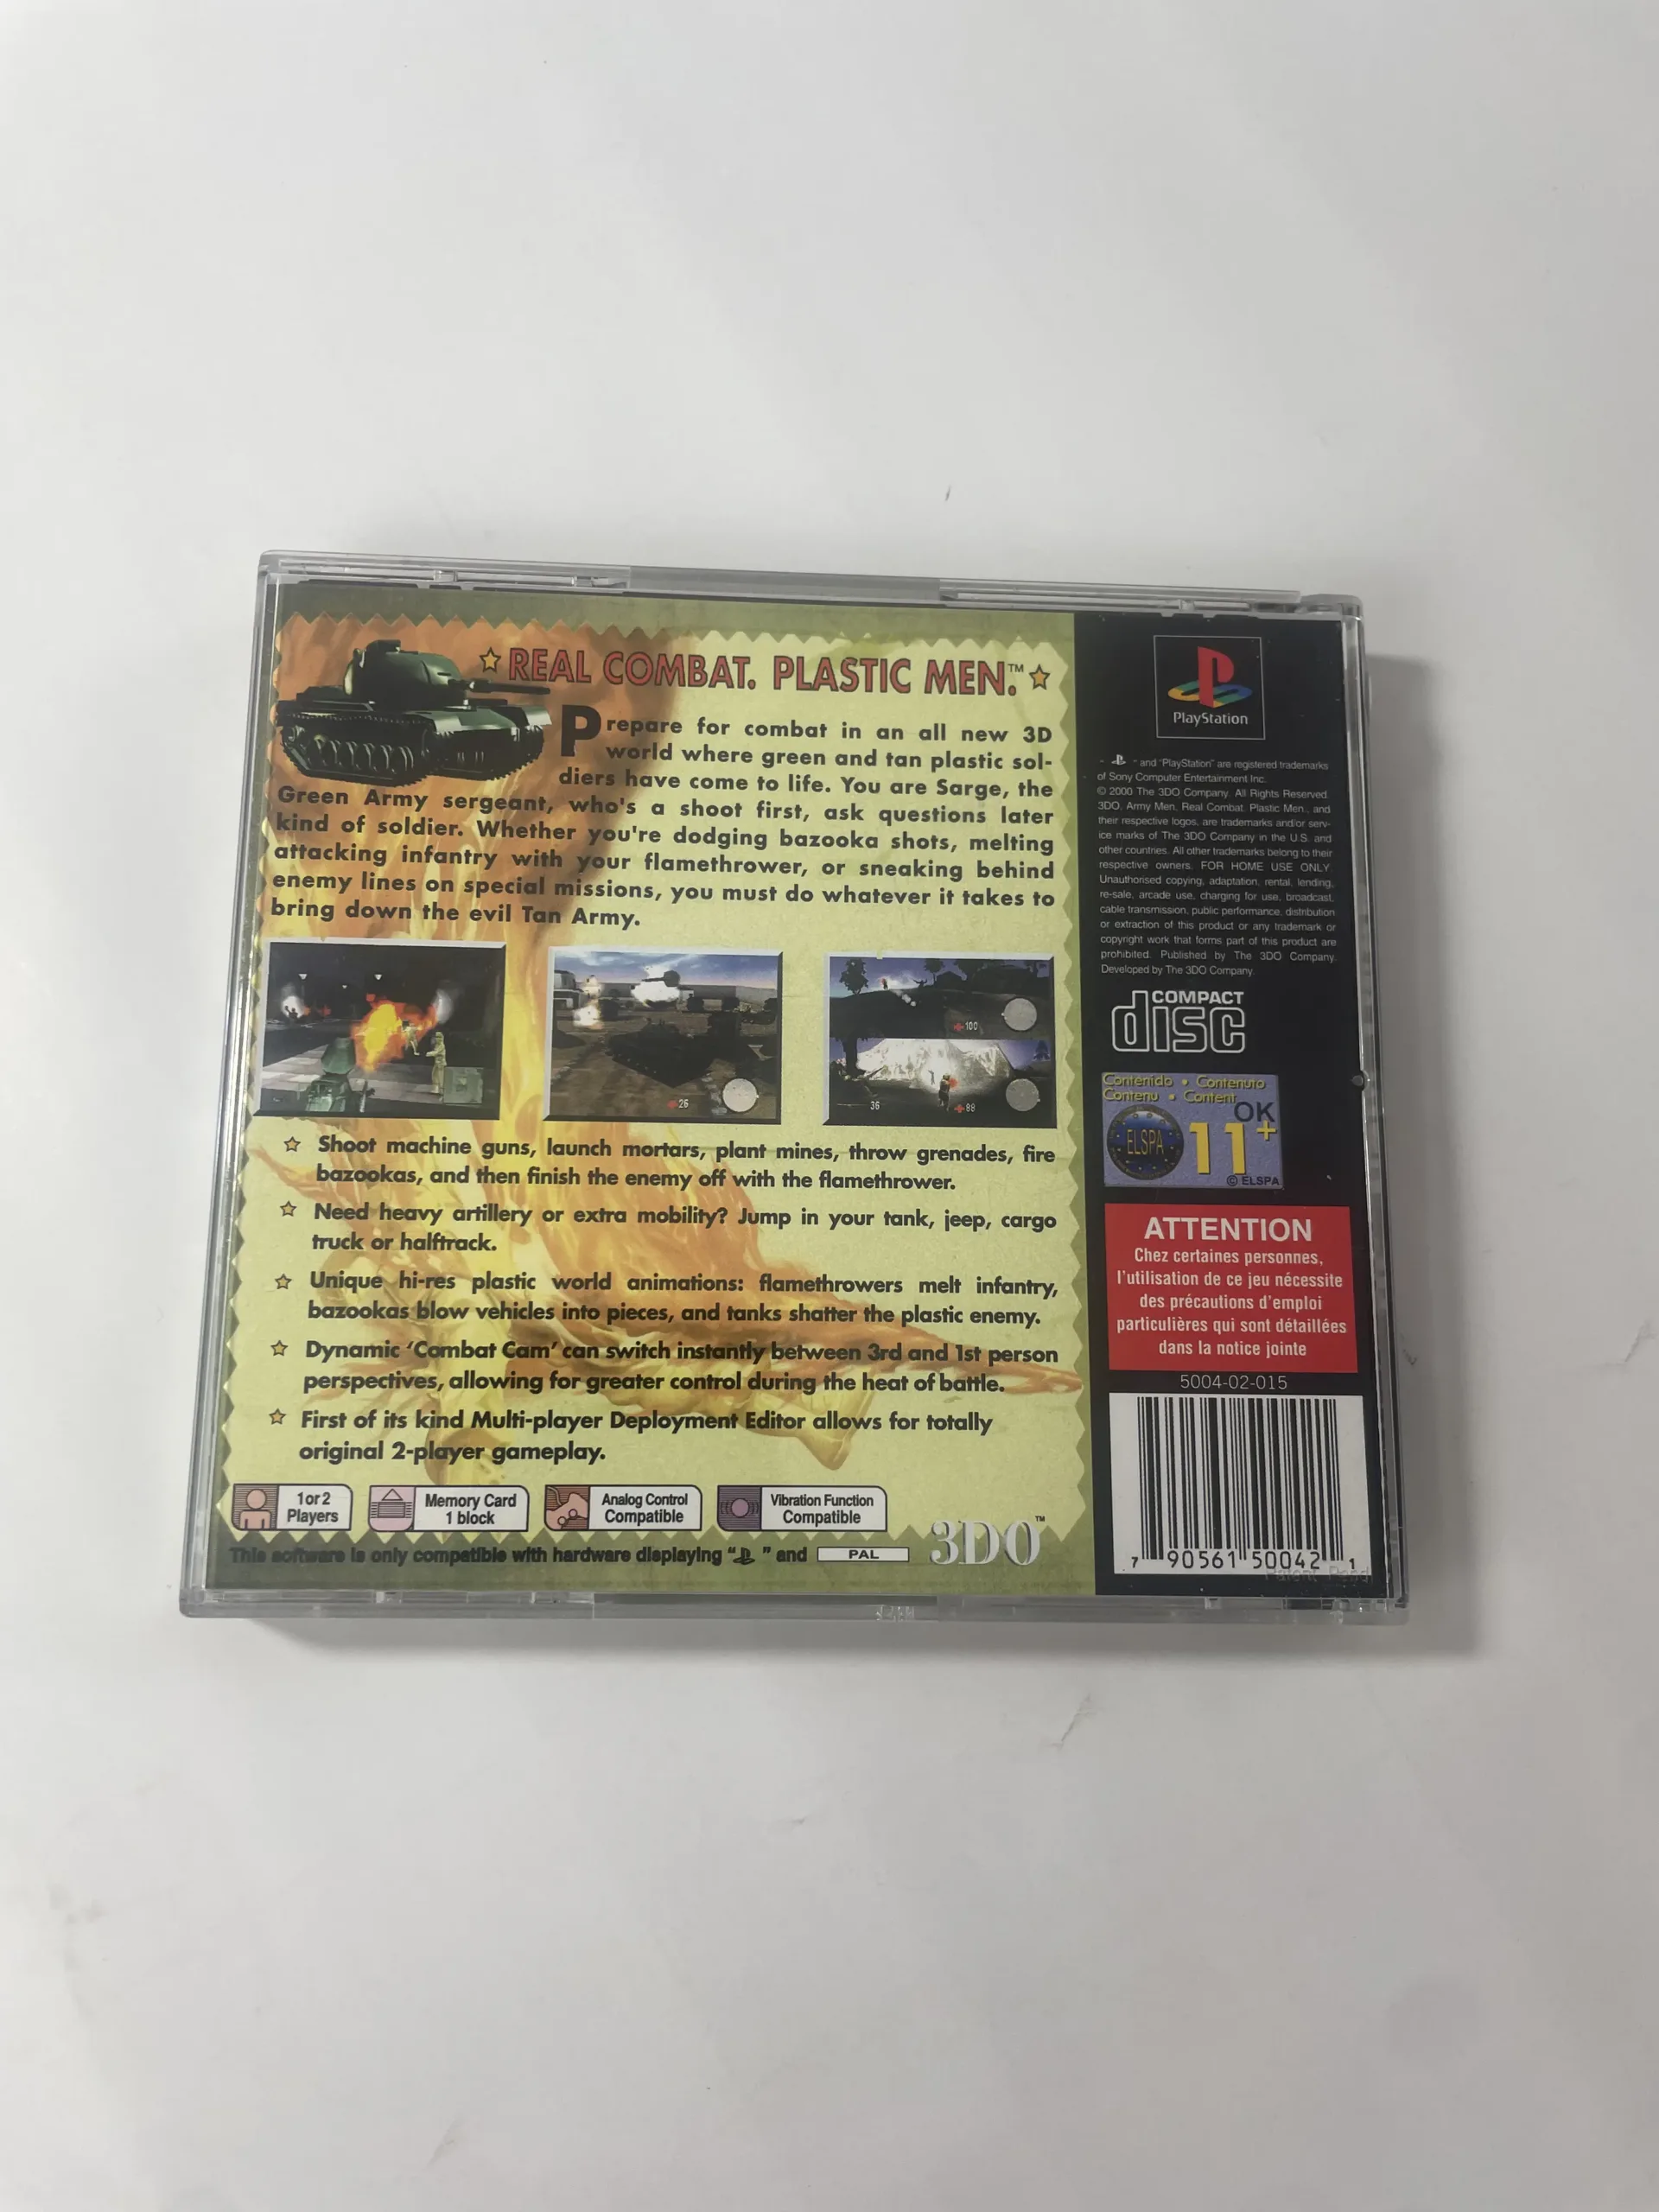 REAL COMBAT. PLASTIC MEN.™
Prepare for combat in an all new 3D
world where green and tan plastic sol-
diers have come to life. You are Sarge, the
Green Army sergeant, who's a shoot first, ask questions later
kind of soldier. Whether you're dodging bazooka shots, melting
attacking infantry with your flamethrower, or sneaking behind
enemy lines on special missions, you must do whatever it takes to
bring down the evil Tan Army.
26
100
36
89
Shoot machine guns, launch mortars, plant mines, throw grenades, fire
bazookas, and then finish the enemy off with the flamethrower.
Need heavy artillery or extra mobility? Jump in your tank, jeep, cargo
truck or halftrack.
Unique hi-res plastic world animations: flamethrowers melt infantry,
bazookas blow vehicles into pieces, and tanks shatter the plastic enemy.
Dynamic ‘Combat Cam’ can switch instantly between 3rd and 1st person
perspectives, allowing for greater control during the heat of battle.
First of its kind Multi-player Deployment Editor allows for totally
original 2-player gameplay.
1 or 2
Players
Memory Card
1 block
Analog Control
Compatible
Vibration Function
Compatible
This software is only compatible with hardware displaying “ ” and PAL
3DO™
PlayStation
" " and "PlayStation" are registered trademarks
of Sony Computer Entertainment Inc.
© 2000 The 3DO Company. All Rights Reserved.
3DO, Army Men, Real Combat. Plastic Men., and
their respective logos, are trademarks and/or serv-
ice marks of The 3DO Company in the U.S. and
other countries. All other trademarks belong to their
respective owners. FOR HOME USE ONLY.
Unauthorised copying, adaptation, rental, lending,
re-sale, arcade use, charging for use, broadcast,
cable transmission, public performance, distribution
or extraction of this product or any trademark or
copyright work that forms part of this product are
prohibited. Published by The 3DO Company.
Developed by The 3DO Company.
COMPACT
disc
Contenido • Contenuto
Contenu • Content
OK
ELSPA
11+
© ELSPA
ATTENTION
Chez certaines personnes,
l'utilisation de ce jeu nécessite
des précautions d'emploi
particulières qui sont détaillées
dans la notice jointe
5004-02-015
7 90561 50042 1